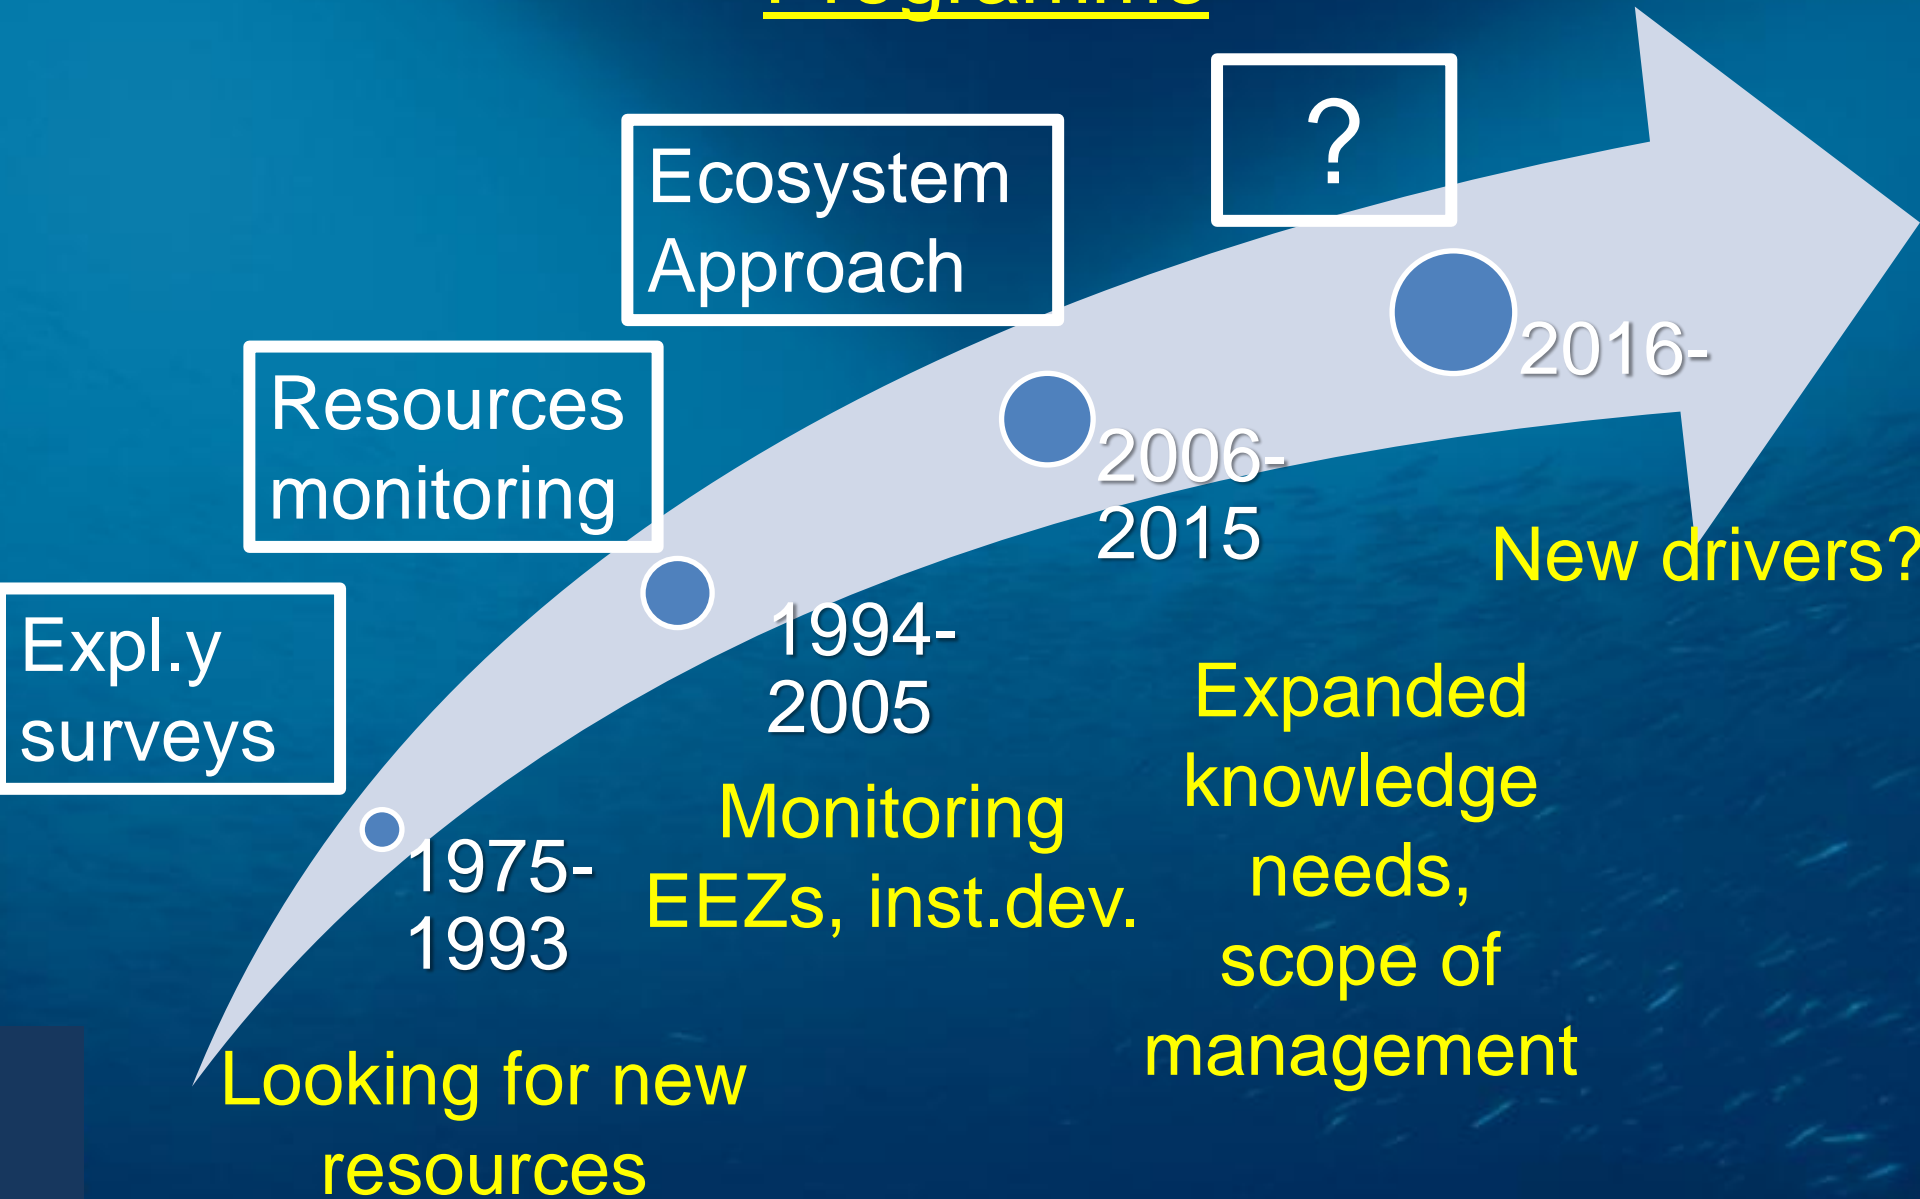 Programme
?
Ecosystem
Approach
Resources
monitoring
Expl.y
surveys
2016-
2006-
2015
1994-
2005
1975-
1993
New drivers?
Expanded
knowledge
needs,
scope of
management
Monitoring
EEZs, inst.dev.
Looking for new
resources